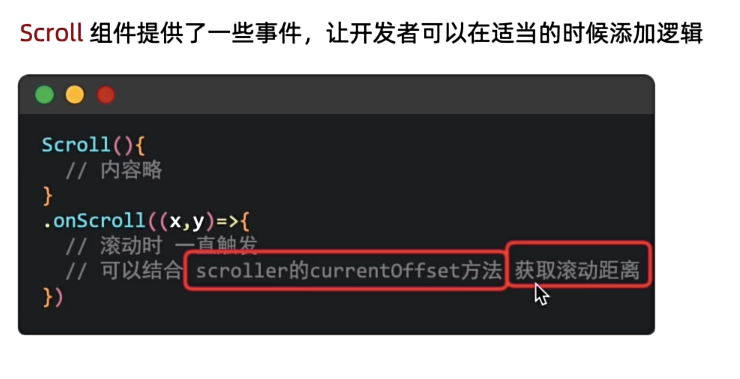 Scroll 组件提供了一些事件，让开发者可以在适当的时候添加逻辑
Scroll(){
// 内容略
}
.onScroll((x,y)=>{
// 滚动时 一直触发
// 可以结合 scroller的currentOffset方法 获取滚动距离
})